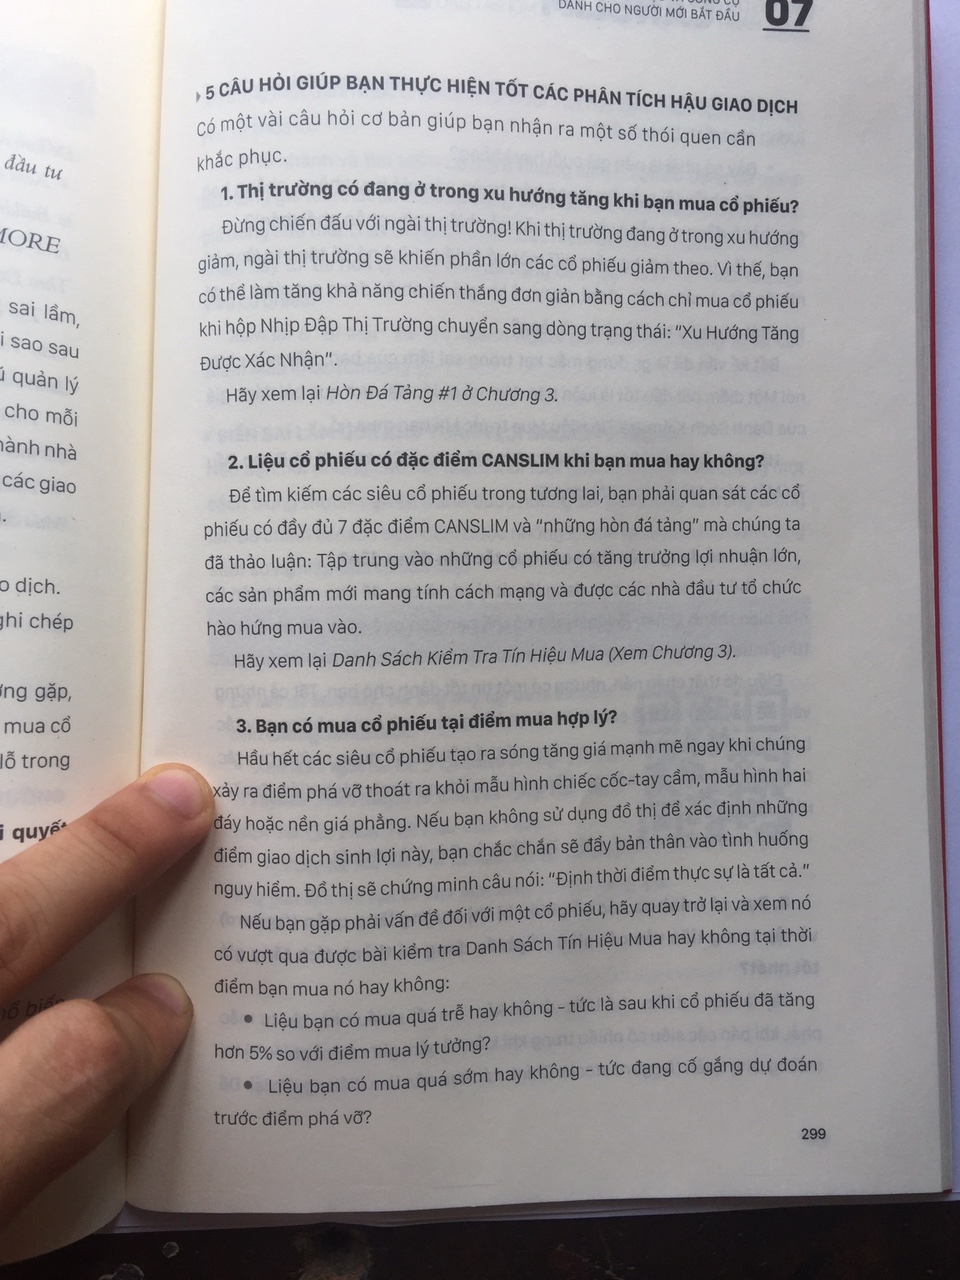 đầu tư
MORE
sai lầm,
sao sau
quản lý
cho mỗi
nhà
các giao
dịch.
ghi chép
gặp,
mua cổ
lỗ trong
quyết
DÀNH CHO NGƯỜI MỚI BẮT ĐẦU
07
5 CÂU HỎI GIÚP BẠN THỰC HIỆN TỐT CÁC PHÂN TÍCH HẬU GIAO DỊCH
Có một vài câu hỏi cơ bản giúp bạn nhận ra một số thói quen cần
khắc phục.
1. Thị trường có đang ở trong xu hướng tăng khi bạn mua cổ phiếu?
Đừng chiến đấu với ngài thị trường! Khi thị trường đang ở trong xu hướng
giảm, ngài thị trường sẽ khiến phần lớn các cổ phiếu giảm theo. Vì thế, bạn
có thể làm tăng khả năng chiến thắng đơn giản bằng cách chỉ mua cổ phiếu
khi hộp Nhịp Đập Thị Trường chuyển sang dòng trạng thái: “Xu Hướng Tăng
Được Xác Nhận”.
Hãy xem lại Hòn Đá Tảng #1 ở Chương 3.
2. Liệu cổ phiếu có đặc điểm CANSLIM khi bạn mua hay không?
Để tìm kiếm các siêu cổ phiếu trong tương lai, bạn phải quan sát các cổ
phiếu có đầy đủ 7 đặc điểm CANSLIM và “những hòn đá tảng” mà chúng ta
đã thảo luận: Tập trung vào những cổ phiếu có tăng trưởng lợi nhuận lớn,
các sản phẩm mới mang tính cách mạng và được các nhà đầu tư tổ chức
hào hứng mua vào.
Hãy xem lại Danh Sách Kiểm Tra Tín Hiệu Mua (Xem Chương 3).
3. Bạn có mua cổ phiếu tại điểm mua hợp lý?
Hầu hết các siêu cổ phiếu tạo ra sóng tăng giá mạnh mẽ ngay khi chúng
xảy ra điểm phá vỡ thoát ra khỏi mẫu hình chiếc cốc-tay cầm, mẫu hình hai
đáy hoặc nền giá phẳng. Nếu bạn không sử dụng đồ thị để xác định những
điểm giao dịch sinh lợi này, bạn chắc chắn sẽ đẩy bản thân vào tình huống
nguy hiểm. Đồ thị sẽ chứng minh câu nói: “Định thời điểm thực sự là tất cả.”
Nếu bạn gặp phải vấn đề đối với một cổ phiếu, hãy quay trở lại và xem nó
có vượt qua được bài kiểm tra Danh Sách Tín Hiệu Mua hay không tại thời
điểm bạn mua nó hay không:
• Liệu bạn có mua quá trễ hay không - tức là sau khi cổ phiếu đã tăng
hơn 5% so với điểm mua lý tưởng?
• Liệu bạn có mua quá sớm hay không - tức đang cố gắng dự đoán
trước điểm phá vỡ?
299